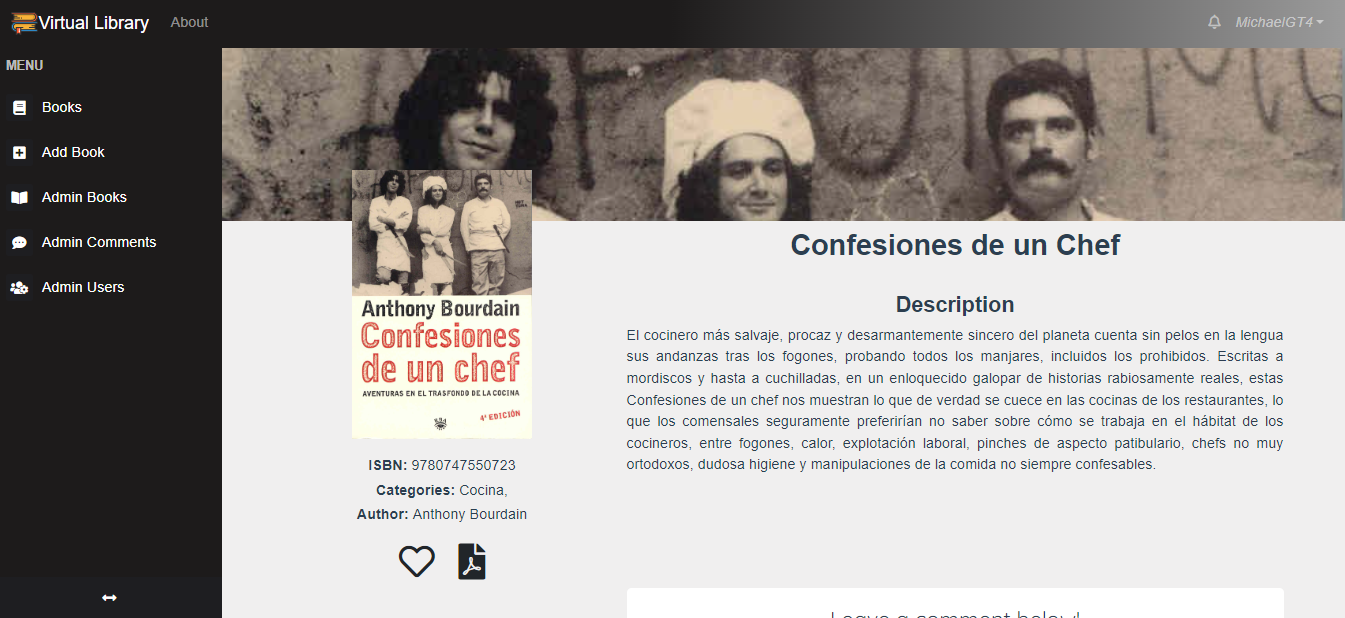 Virtual Library About MichaelGT4
MENU
Books
Add Book
Admin Books
Admin Comments
Admin Users
Anthony Bourdain
Confesiones
de un chef
AVENTURAS EN EL TRASFONDO DE LA COCINA
4ª EDICIÓN
ISBN: 9780747550723
Categories: Cocina,
Author: Anthony Bourdain
Confesiones de un Chef
Description
El cocinero más salvaje, procaz y desarmantemente sincero del planeta cuenta sin pelos en la lengua
sus andanzas tras los fogones, probando todos los manjares, incluidos los prohibidos. Escritas a
mordiscos y hasta a cuchilladas, en un enloquecido galopar de historias rabiosamente reales, estas
Confesiones de un chef nos muestran lo que de verdad se cuece en las cocinas de los restaurantes, lo
que los comensales seguramente preferirían no saber sobre cómo se trabaja en el hábitat de los
cocineros, entre fogones, calor, explotación laboral, pinches de aspecto patibulario, chefs no muy
ortodoxos, dudosa higiene y manipulaciones de la comida no siempre confesables.
Leave a comment below!